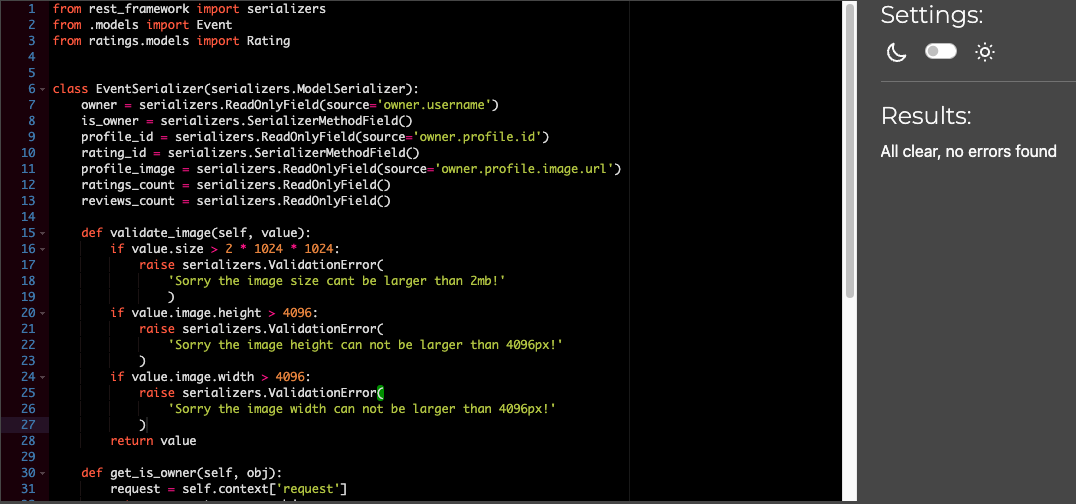 1 from rest_framework import serializers
2 from .models import Event
3 from ratings.models import Rating
4
5
6 class EventSerializer(serializers.ModelSerializer):
7     owner = serializers.ReadOnlyField(source='owner.username')
8     is_owner = serializers.SerializerMethodField()
9     profile_id = serializers.ReadOnlyField(source='owner.profile.id')
10     rating_id = serializers.SerializerMethodField()
11     profile_image = serializers.ReadOnlyField(source='owner.profile.image.url')
12     ratings_count = serializers.ReadOnlyField()
13     reviews_count = serializers.ReadOnlyField()
14
15     def validate_image(self, value):
16         if value.size > 2 * 1024 * 1024:
17             raise serializers.ValidationError(
18                 'Sorry the image size cant be larger than 2mb!'
19                 )
20         if value.image.height > 4096:
21             raise serializers.ValidationError(
22                 'Sorry the image height can not be larger than 4096px!'
23             )
24         if value.image.width > 4096:
25             raise serializers.ValidationError(
26                 'Sorry the image width can not be larger than 4096px!'
27             )
28         return value
29
30     def get_is_owner(self, obj):
31         request = self.context['request']
Settings:
Results:
All clear, no errors found